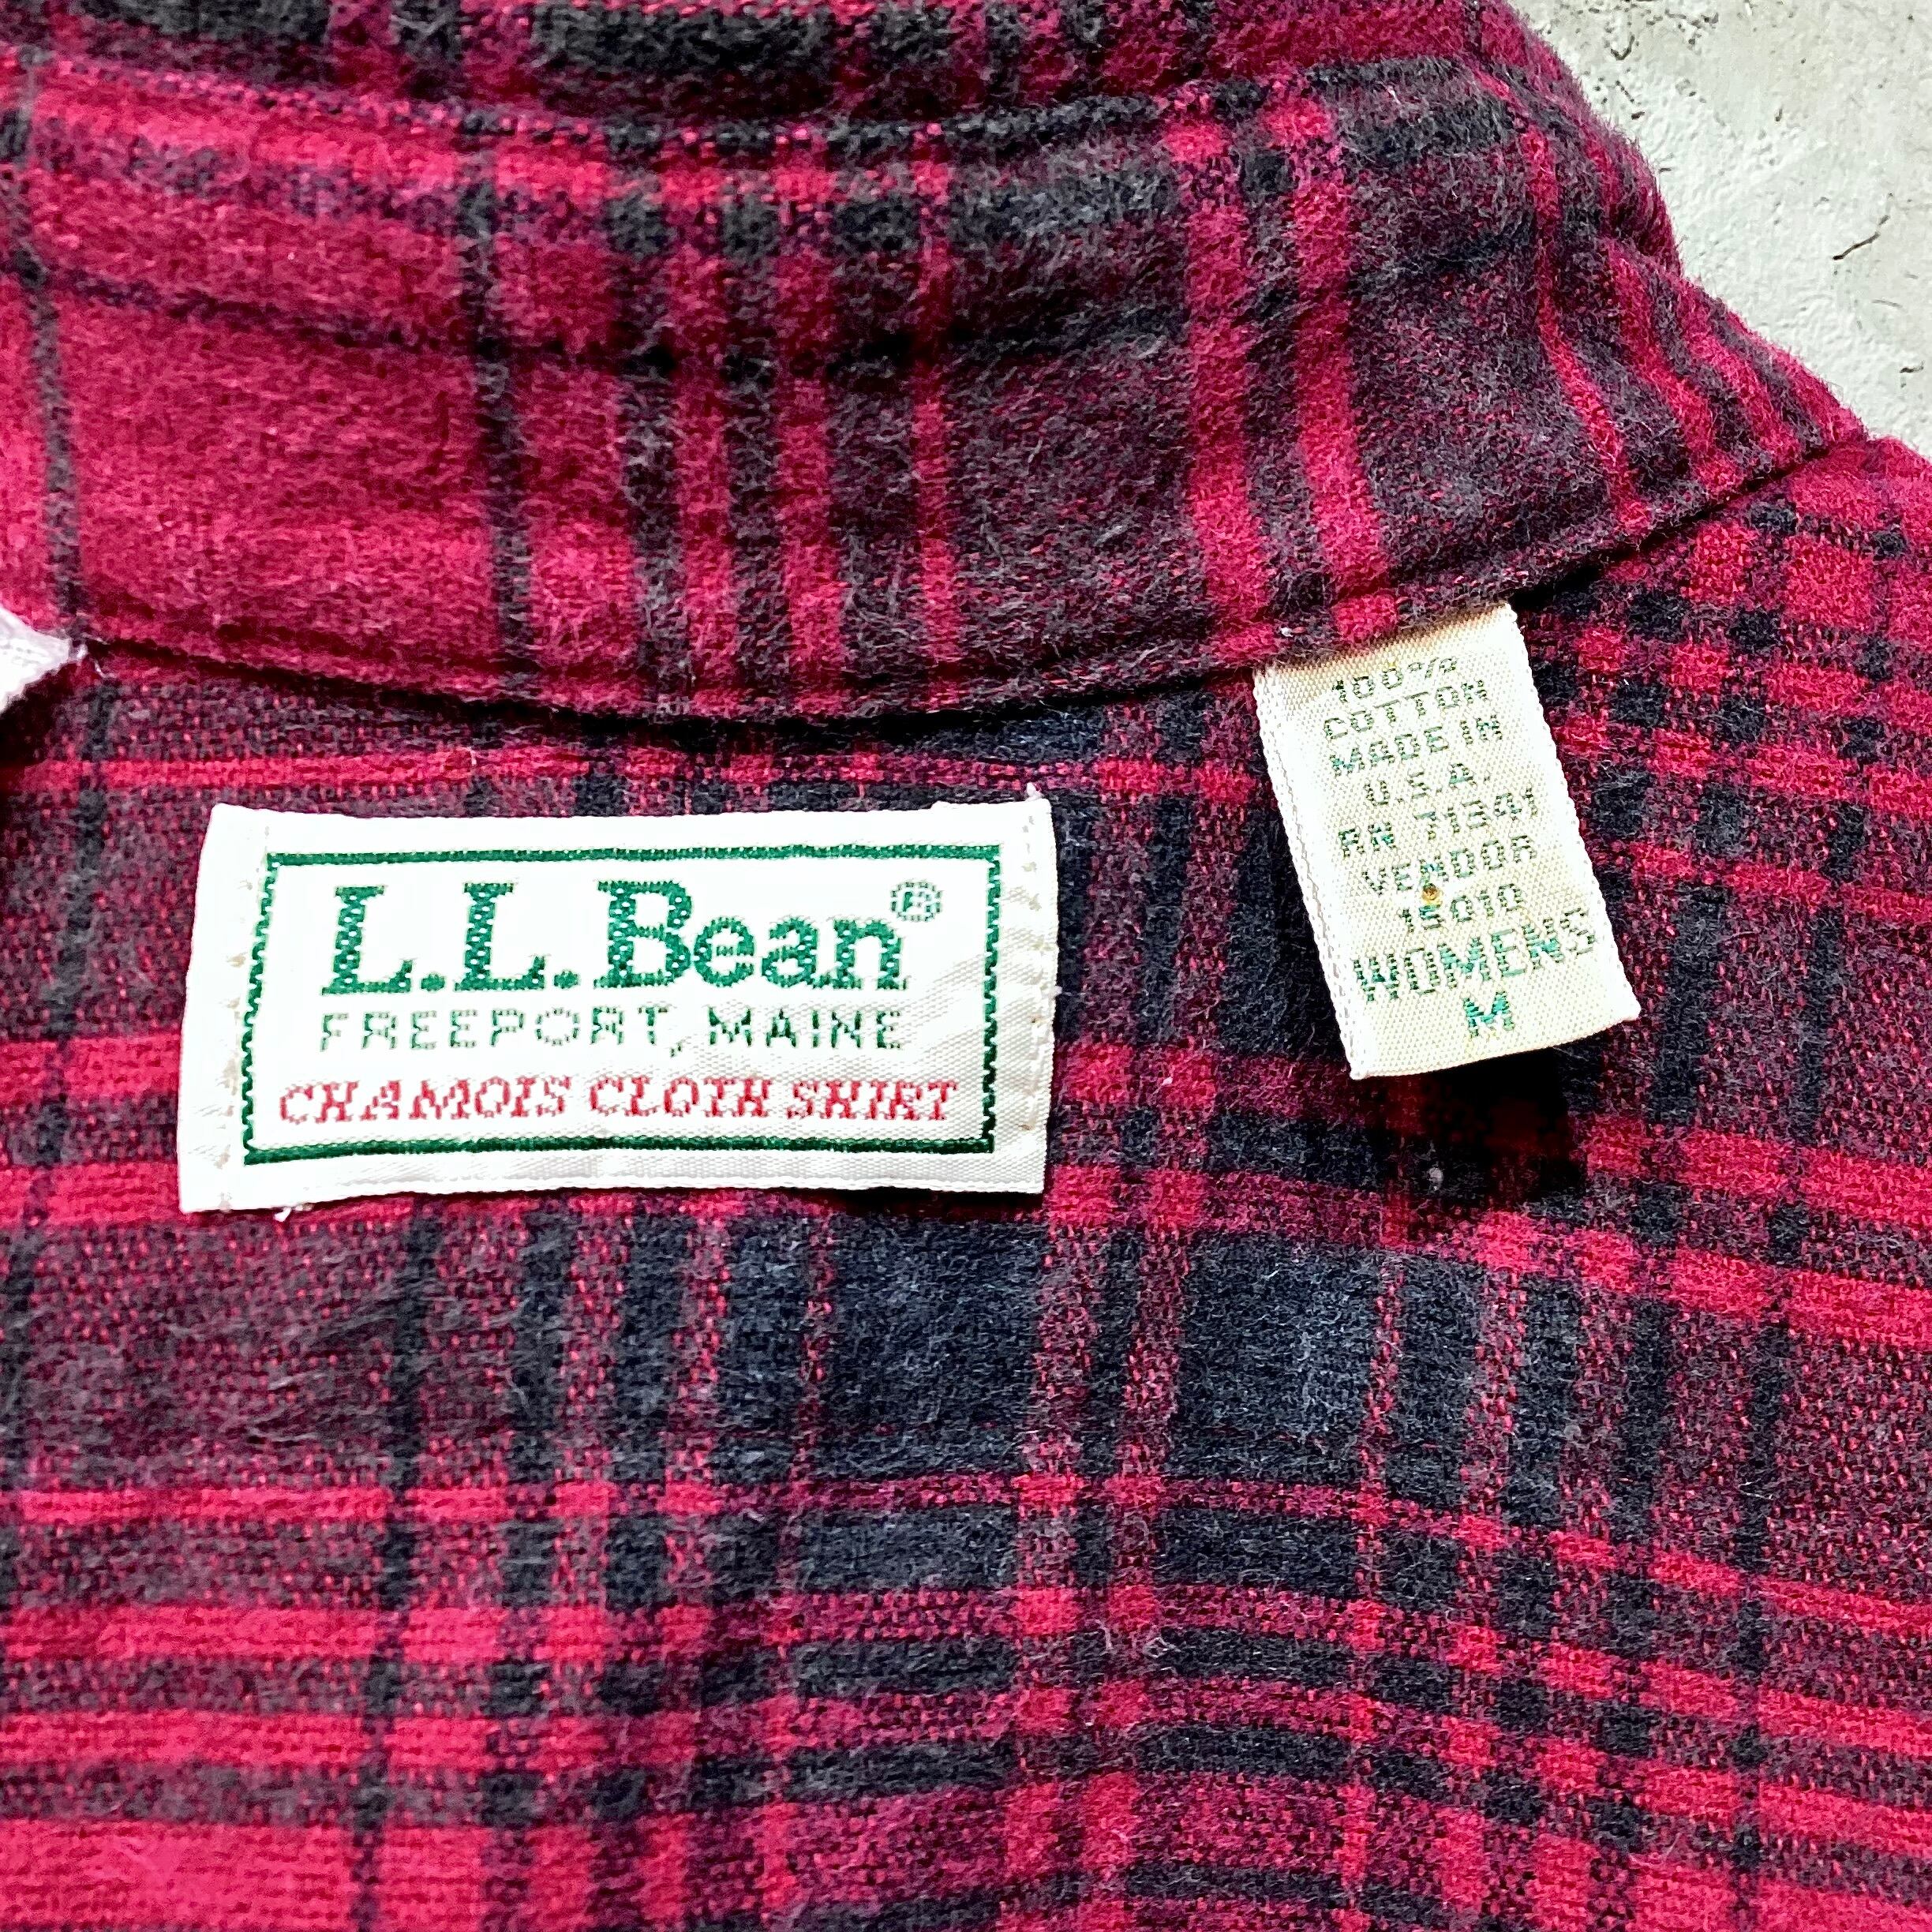 L.L.Bean®
FREEPORT, MAINE
CHAMOIS CLOTH SHIRT
100%
COTTON
MADE IN
U.S.A.
RN 71341
VENDOR
15010
WOMENS
M